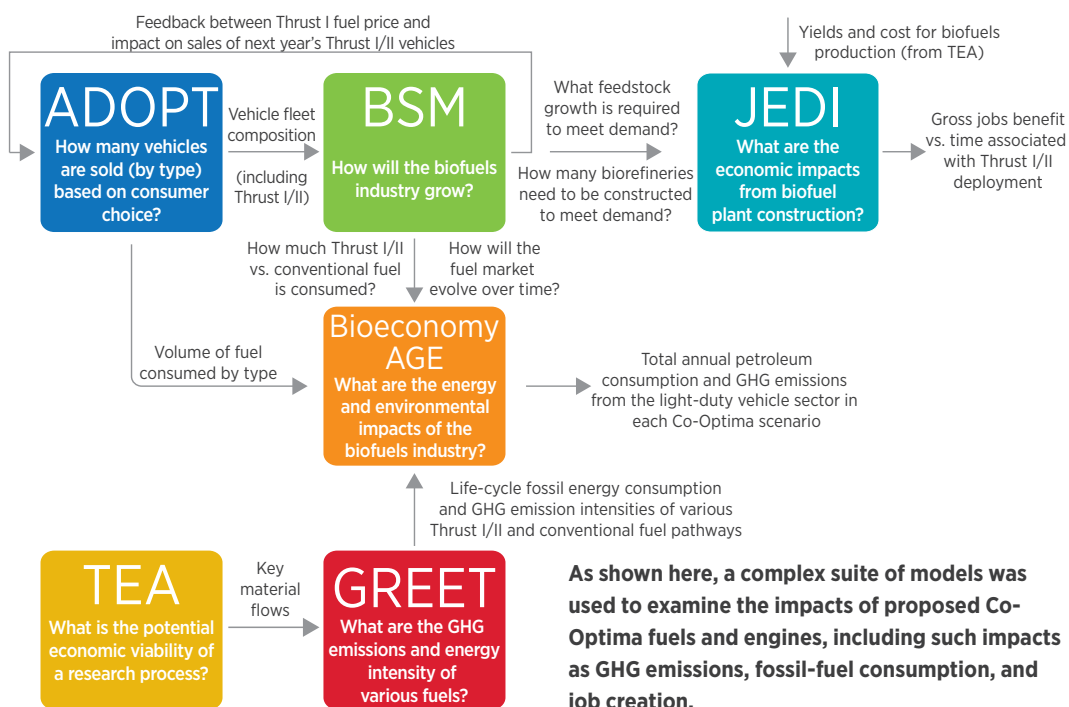 Feedback between Thrust I fuel price and
impact on sales of next year's Thrust I/II vehicles
Yields and cost for biofuels
production (from TEA)
ADOPT
How many vehicles
are sold (by type)
based on consumer
choice?
Vehicle fleet
composition
(including
Thrust I/II)
BSM
How will the biofuels
industry grow?
What feedstock
growth is required
to meet demand?
How many biorefineries
need to be constructed
to meet demand?
JEDI
What are the
economic impacts
from biofuel
plant construction?
Gross jobs benefit
vs. time associated
with Thrust I/II
deployment
How much Thrust I/II
vs. conventional fuel
is consumed?
How will the
fuel market
evolve over time?
Volume of fuel
consumed by type
Bioeconomy
AGE
What are the energy
and environmental
impacts of the
biofuels industry?
Total annual petroleum
consumption and GHG emissions
from the light-duty vehicle sector in
each Co-Optima scenario
Life-cycle fossil energy consumption
and GHG emission intensities of various
Thrust I/II and conventional fuel pathways
TEA
What is the potential
economic viability of
a research process?
Key
material
flows
GREET
What are the GHG
emissions and energy
intensity of
various fuels?
As shown here, a complex suite of models was
used to examine the impacts of proposed Co-
Optima fuels and engines, including such impacts
as GHG emissions, fossil-fuel consumption, and
job creation.